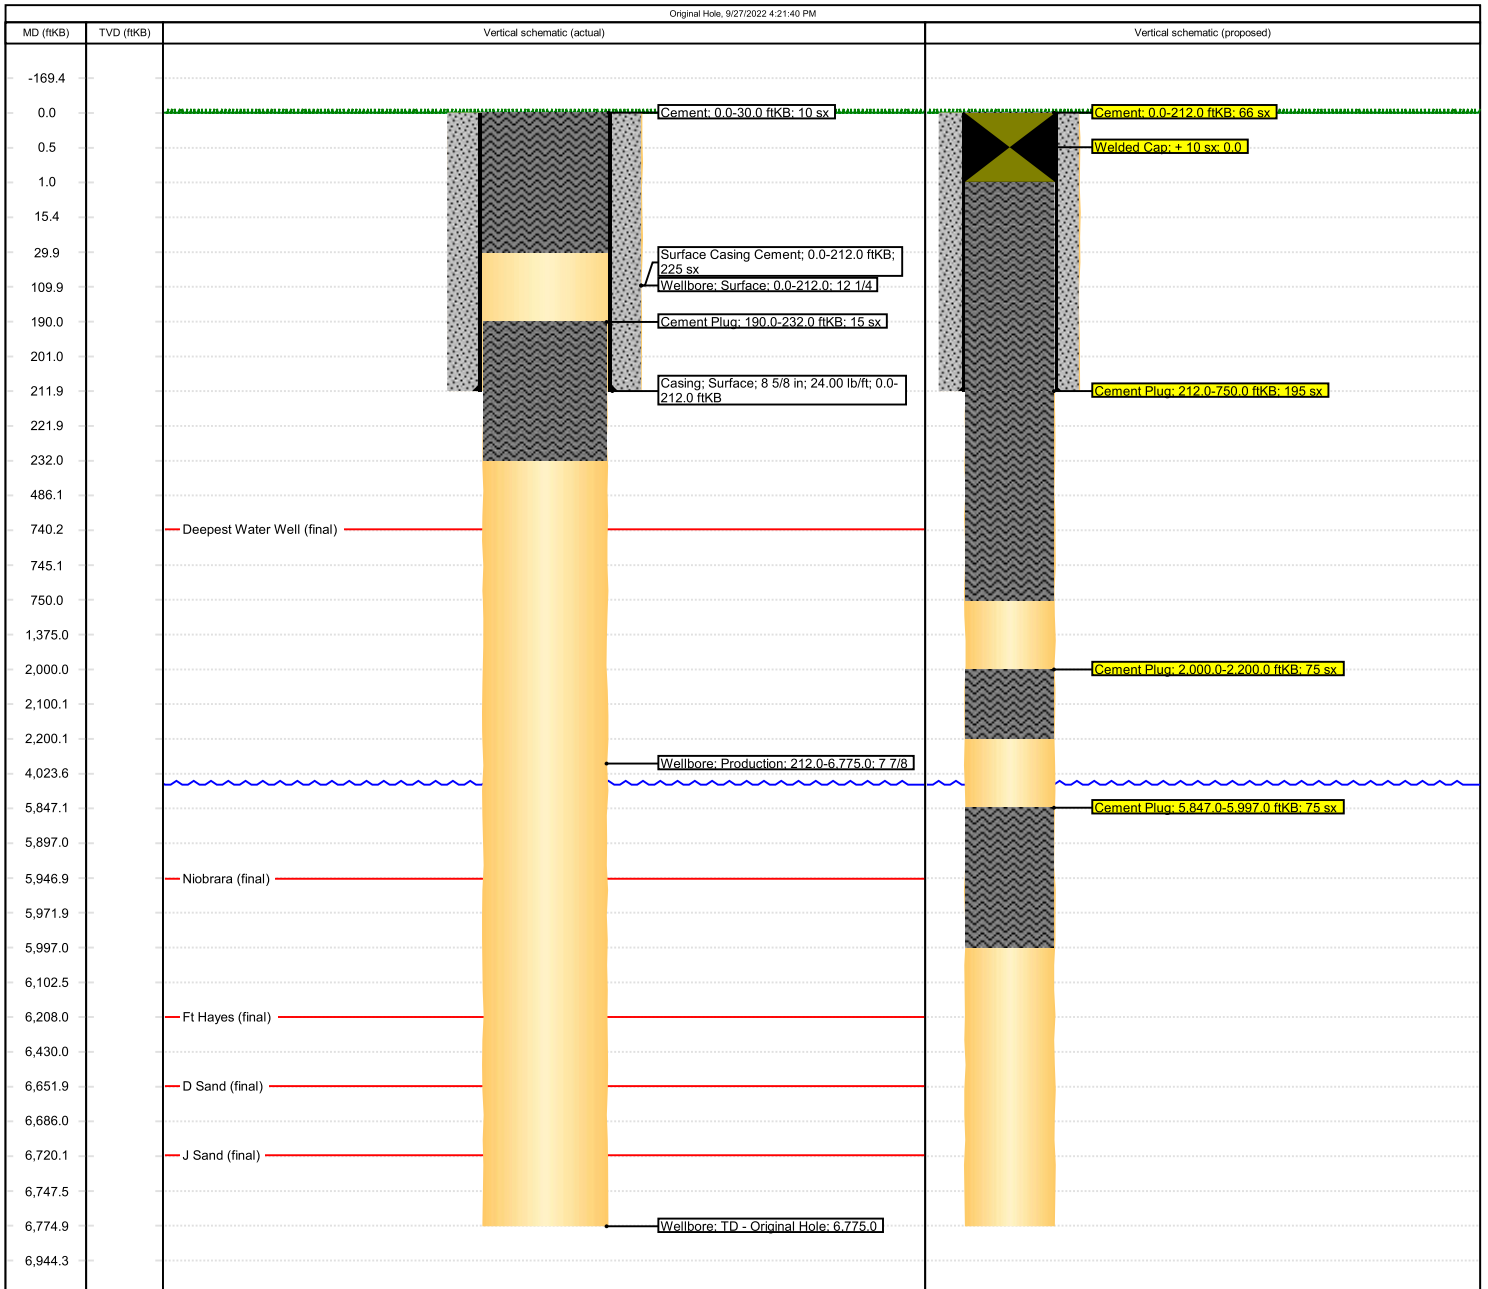 Original Hole, 9/27/2022 4:21:40 PM
MD (ftKB)
TVD (ftKB)
Vertical schematic (actual)
Vertical schematic (proposed)
-169.4
0.0
0.5
1.0
15.4
29.9
109.9
190.0
201.0
211.9
221.9
232.0
486.1
740.2
745.1
750.0
1,375.0
2,000.0
2,100.1
2,200.1
4,023.6
5,847.1
5,897.0
5,946.9
5,971.9
5,997.0
6,102.5
6,208.0
6,430.0
6,651.9
6,686.0
6,720.1
6,747.5
6,774.9
6,944.3
Deepest Water Well (final)
Niobrara (final)
Ft Hayes (final)
D Sand (final)
J Sand (final)
Cement; 0.0-30.0 ftKB; 10 sx
Surface Casing Cement; 0.0-212.0 ftKB;
225 sx
Wellbore; Surface; 0.0-212.0; 12 1/4
Cement Plug; 190.0-232.0 ftKB; 15 sx
Casing; Surface; 8 5/8 in; 24.00 lb/ft; 0.0-
212.0 ftKB
Wellbore; Production; 212.0-6,775.0; 7 7/8
Wellbore; TD - Original Hole; 6,775.0
Cement; 0.0-212.0 ftKB; 66 sx
Welded Cap; + 10 sx; 0.0
Cement Plug; 212.0-750.0 ftKB; 195 sx
Cement Plug; 2,000.0-2,200.0 ftKB; 75 sx
Cement Plug; 5,847.0-5,997.0 ftKB; 75 sx